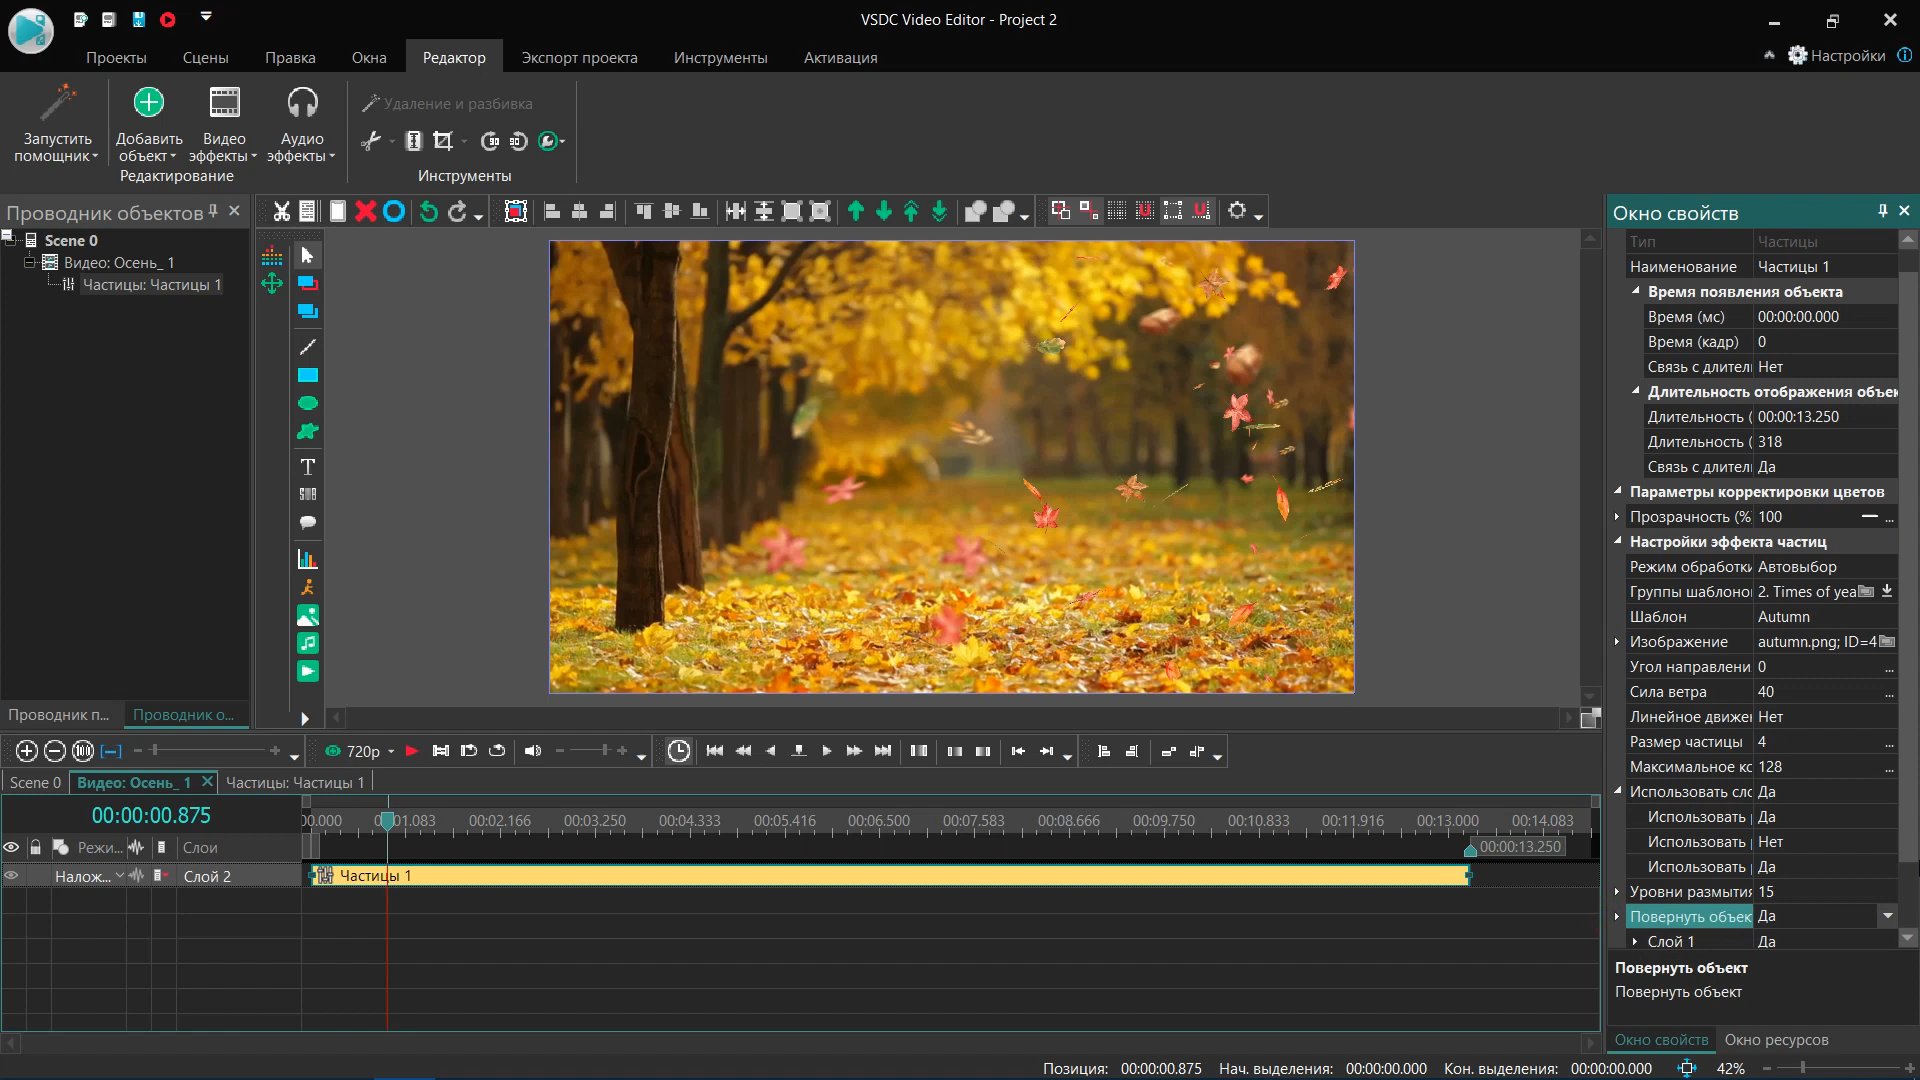 VSDC Video Editor - Project 2
Проекты Сцены Правка Окна Редактор Экспорт проекта Инструменты Активация Настройки
Запустить помощник
Добавить объект
Видео эффекты
Аудио эффекты
Редактирование
Удаление и разбивка
Инструменты
Проводник объектов
Scene 0
Видео: Осень_ 1
Частицы: Частицы 1
Проводник п... Проводник о...
Окно свойств
Тип Частицы
Наименование Частицы 1
Время появления объекта
Время (мс) 00:00:00.000
Время (кадр) 0
Связь с длител Нет
Длительность отображения объек
Длительность ( 00:00:13.250
Длительность ( 318
Связь с длител Да
Параметры корректировки цветов
Прозрачность (% 100 ...
Настройки эффекта частиц
Режим обработки Автовыбор
Группы шаблоно 2. Times of yea
Шаблон Autumn
Изображение autumn.png; ID=4
Угол направлени 0 ...
Сила ветра 40 ...
Линейное движе Нет
Размер частицы 4 ...
Максимальное кс 128 ...
Использовать сло Да
Использовать Да
Использовать Нет
Использовать Да
Уровни размытия 15
Повернуть объек Да
Слой 1 Да
Повернуть объект
Повернуть объект
Окно свойств Окно ресурсов
720p
Scene 0 Видео: Осень_ 1 Частицы: Частицы 1
00:00:00.875
00.000 01.083 00:02.166 00:03.250 00:04.333 00:05.416 00:06.500 00:07.583 00:08.666 00:09.750 00:10.833 00:11.916 00:13.000 00:14.083
Режи... Слои
00:00:13.250
Налож... Слой 2
Частицы 1
Позиция: 00:00:00.875 Нач. выделения: 00:00:00.000 Кон. выделения: 00:00:00.000 42%